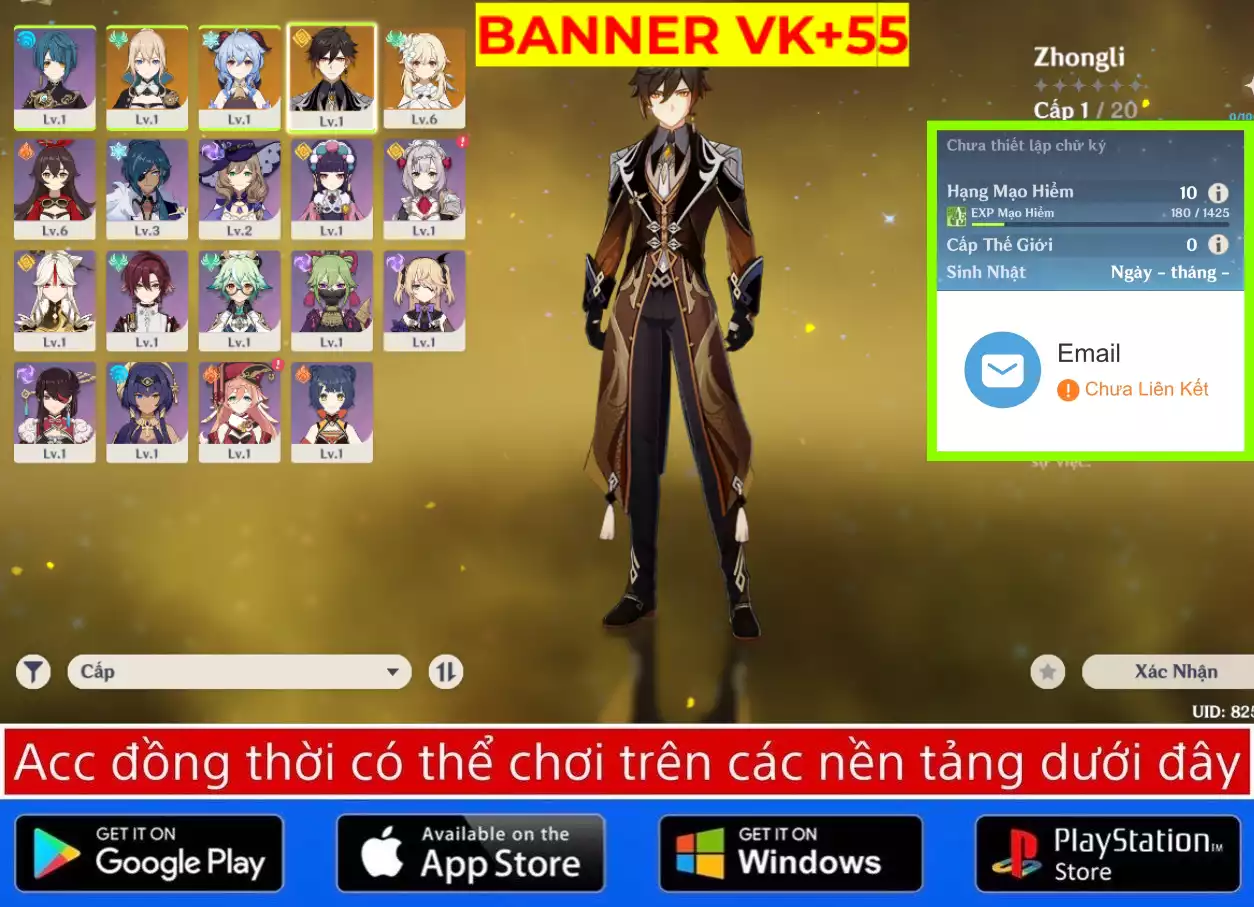 BANNER VK+55
Lv.1
Lv.1
Lv.1
Lv.1
Lv.6
Lv.6
Lv.3
Lv.2
Lv.1
Lv.1
Lv.1
Lv.1
Lv.1
Lv.1
Lv.1
Lv.1
Lv.1
Lv.1
Lv.1
Zhongli
Cấp 1 / 20
Chưa thiết lập chữ ký
Hạng Mạo Hiểm 10
EXP Mạo Hiểm 180 / 1425
Cấp Thế Giới 0
Sinh Nhật Ngày - tháng -
Email
Chưa Liên Kết
sự việc.
Cấp
Xác Nhận
UID: 825
Acc đồng thời có thể chơi trên các nền tảng dưới đây
GET IT ON
Google Play
Available on the
App Store
GET IT ON
Windows
PlayStation TM
Store